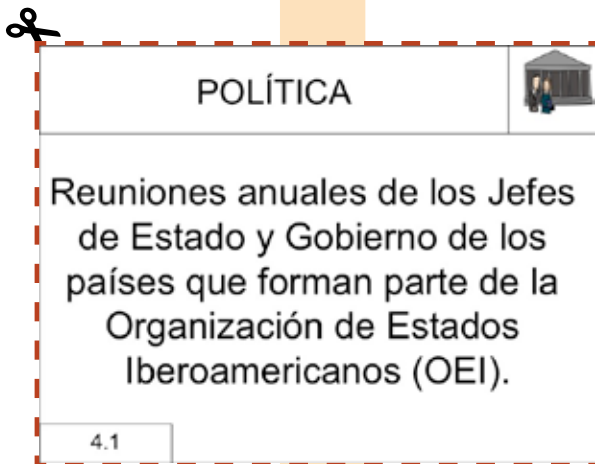 POLÍTICA
Reuniones anuales de los Jefes
de Estado y Gobierno de los
países que forman parte de la
Organización de Estados
Iberoamericanos (OEI).
4.1